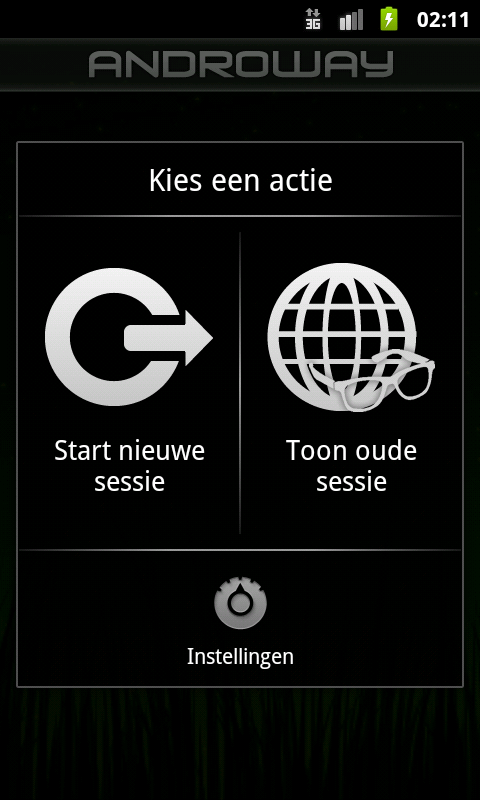 3G
02:11
ANDROWAY
Kies een actie
Start nieuwe
sessie
Toon oude
sessie
Instellingen